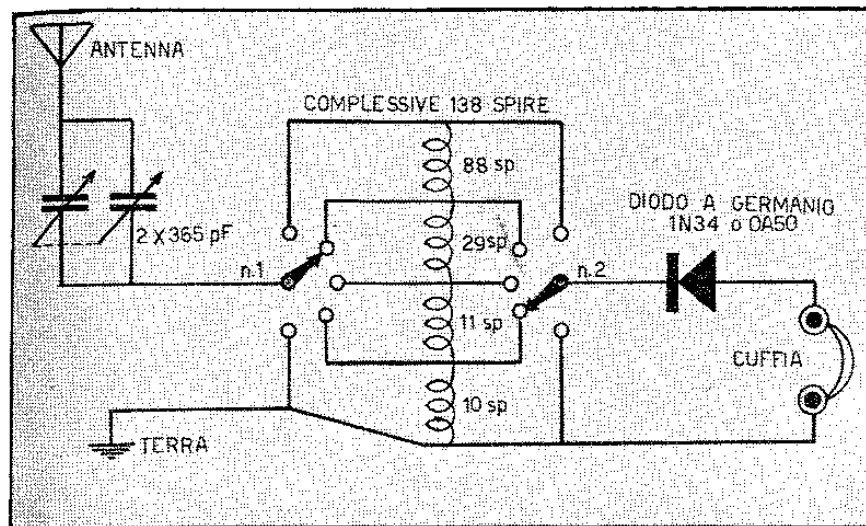 ANTENNA
COMPLESSIVE 138 SPIRE
88 sp
DIODO A GERMANIO
1N34 o OA50
2 X 365 pF
29 sp
n.1
n.2
11 sp
CUFFIA
10 sp
TERRA